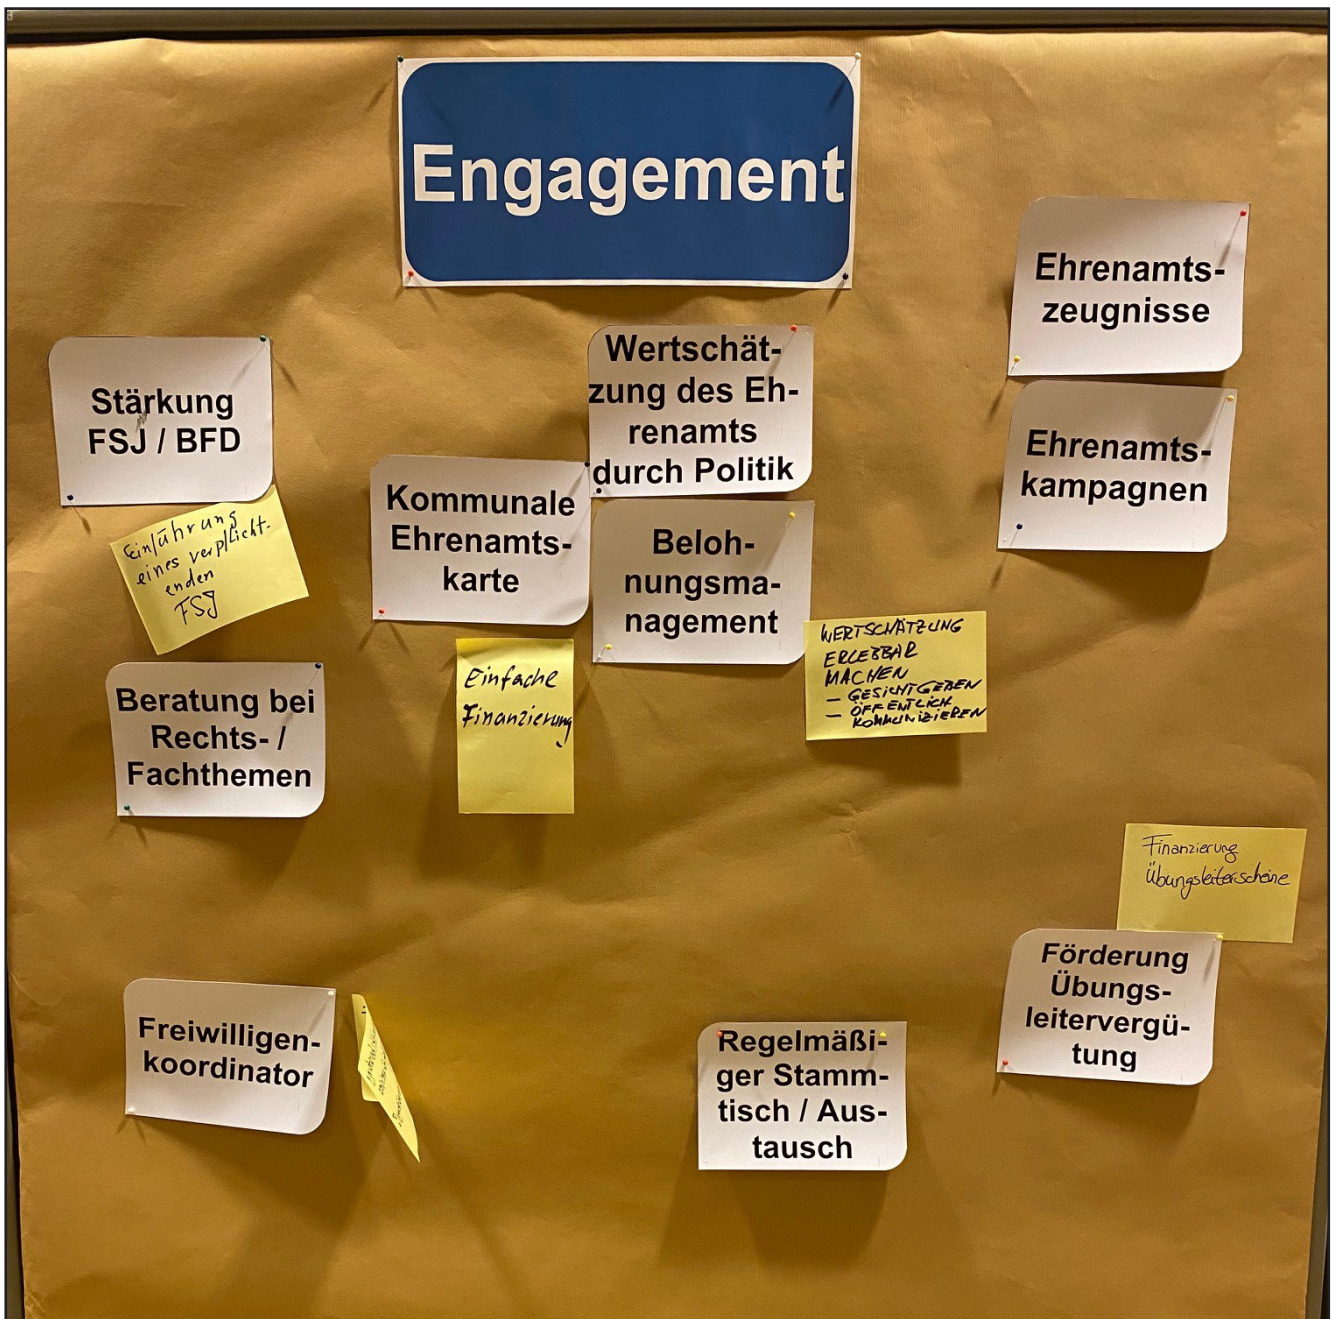 Engagement
Ehrenamts-
zeugnisse
Wertschät-
zung des Eh-
renamts
durch Politik
Stärkung
FSJ / BFD
Ehrenamts-
kampagnen
Kommunale
Ehrenamts-
karte
Beloh-
nungsma-
nagement
Einführung
eines verpflicht-
enden
FSJ
WERTSCHÄTZUNG
ERLEBBAR
MACHEN
- GESICHT GEBEN
- ÖFFENTLICH
KOMMUNIZIEREN
Einfache
Finanzierung
Beratung bei
Rechts- /
Fachthemen
Finanzierung
Übungsleiterscheine
Förderung
Übungs-
leitervergü-
tung
Freiwilligen-
koordinator
Regelmäßi-
ger Stamm-
tisch / Aus-
tausch